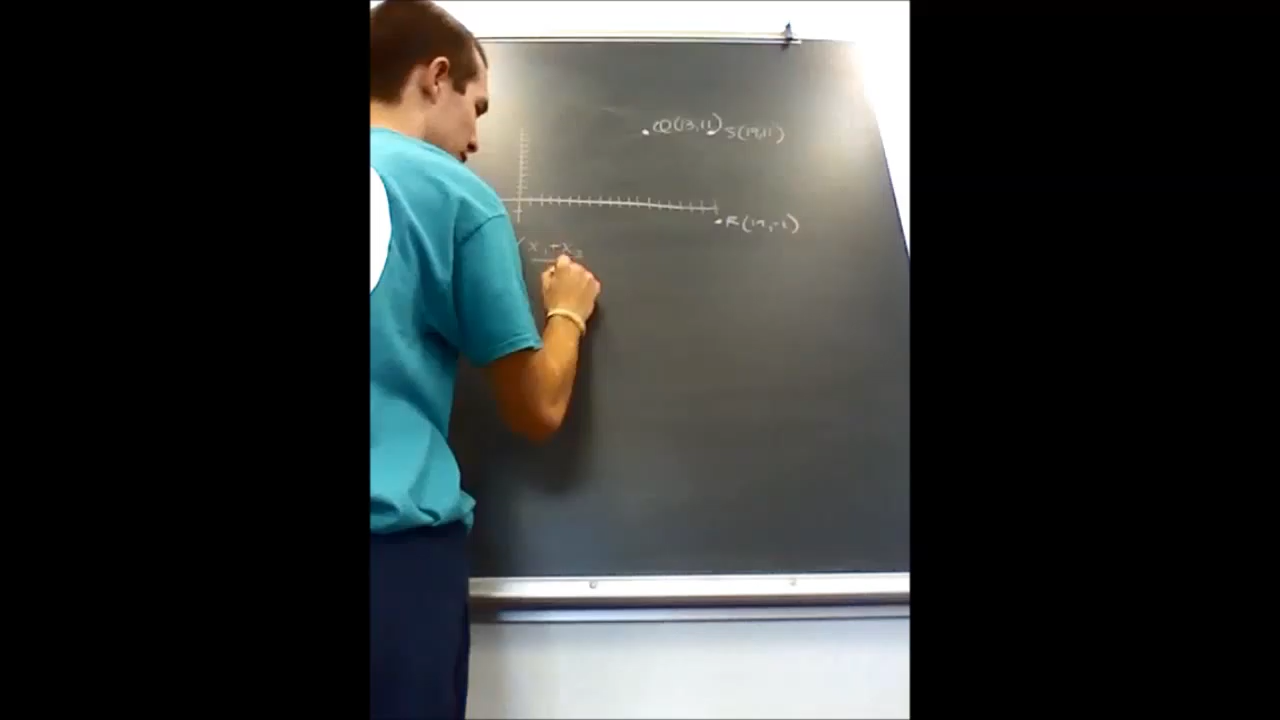 Q(13,11) S(19,11)
R(19,-1)
(x₁+x₂